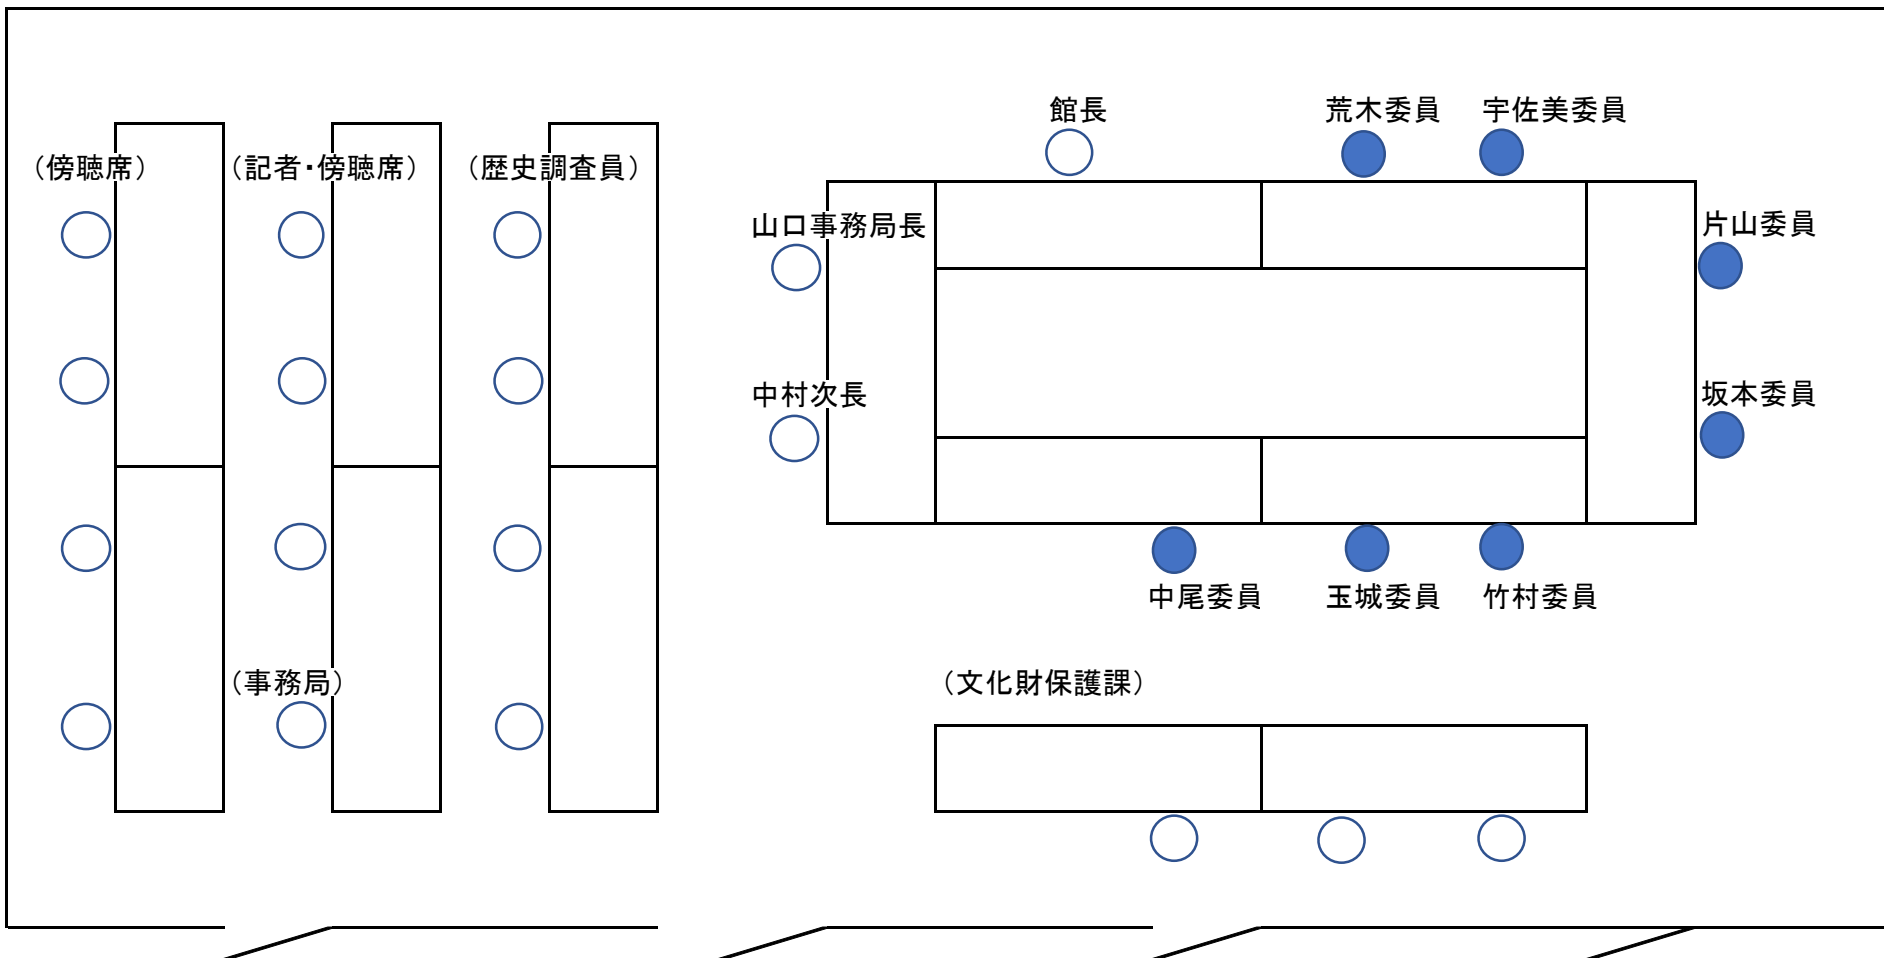 館長
荒木委員
宇佐美委員
（傍聴席）
（記者・傍聴席）
（歴史調査員）
山口事務局長
片山委員
中村次長
坂本委員
中尾委員
玉城委員
竹村委員
（事務局）
（文化財保護課）